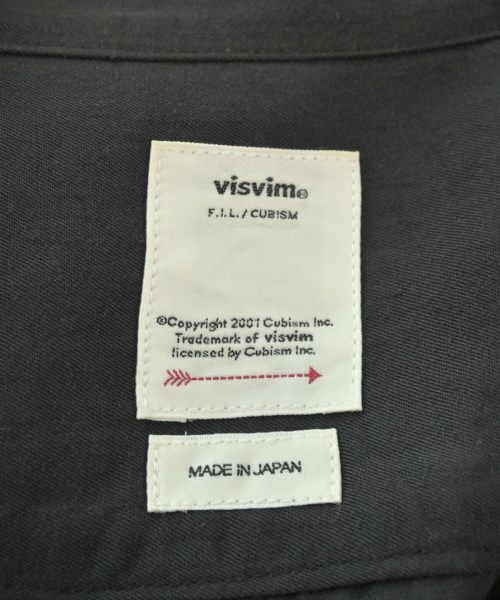 visvim®
F.I.L./CUBISM
©Copyright 2001 Cubism Inc.
Trademark of visvim
licensed by Cubism Inc.
MADE IN JAPAN